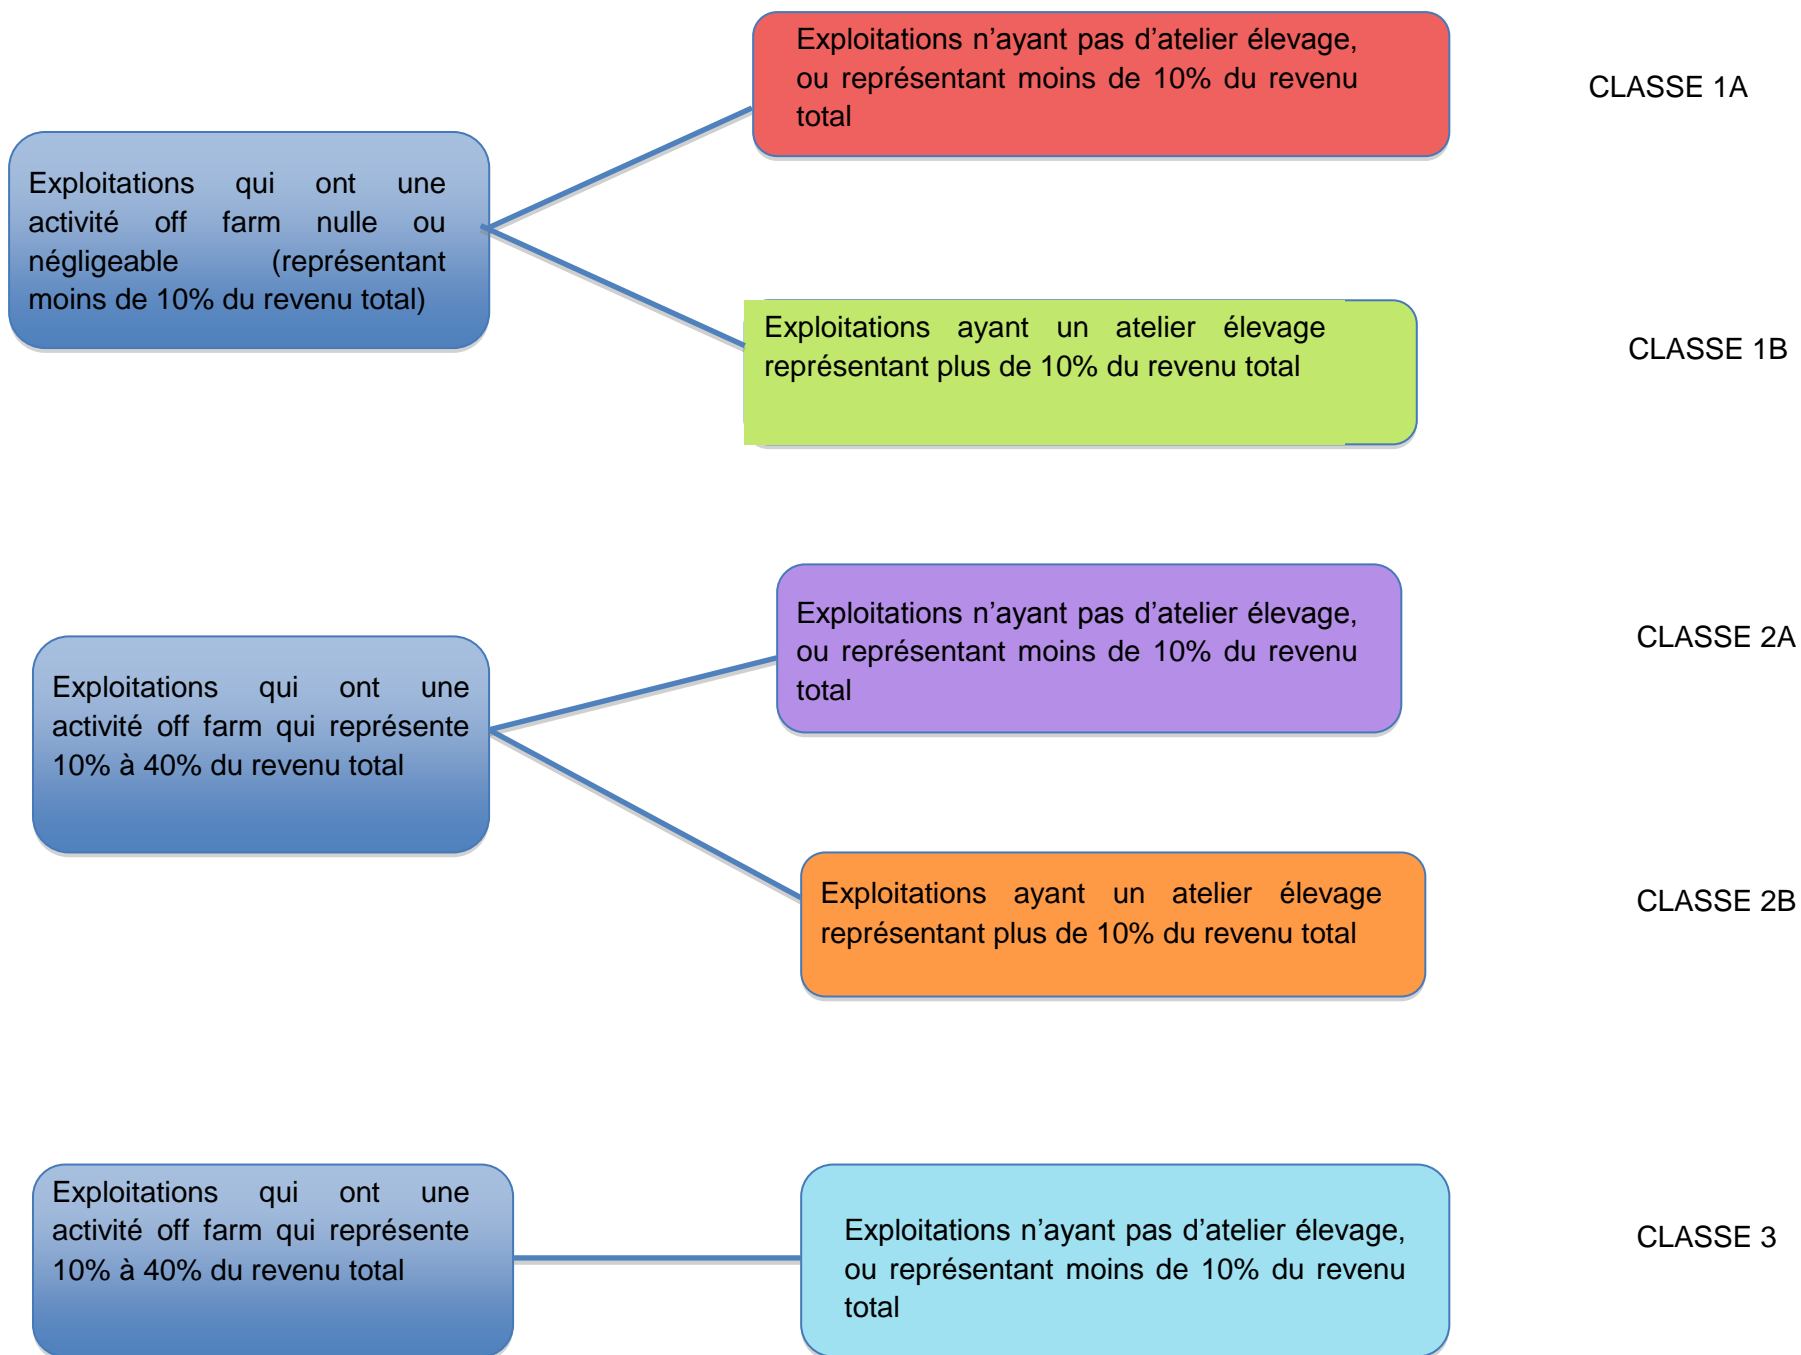 Exploitations n’ayant pas d’atelier élevage,
ou représentant moins de 10% du revenu
total
CLASSE 1A
Exploitations qui ont une
activité off farm nulle ou
négligeable (représentant
moins de 10% du revenu total)
Exploitations ayant un atelier élevage
représentant plus de 10% du revenu total
CLASSE 1B
Exploitations n’ayant pas d’atelier élevage,
ou représentant moins de 10% du revenu
total
CLASSE 2A
Exploitations qui ont une
activité off farm qui représente
10% à 40% du revenu total
Exploitations ayant un atelier élevage
représentant plus de 10% du revenu total
CLASSE 2B
Exploitations qui ont une
activité off farm qui représente
10% à 40% du revenu total
Exploitations n’ayant pas d’atelier élevage,
ou représentant moins de 10% du revenu
total
CLASSE 3